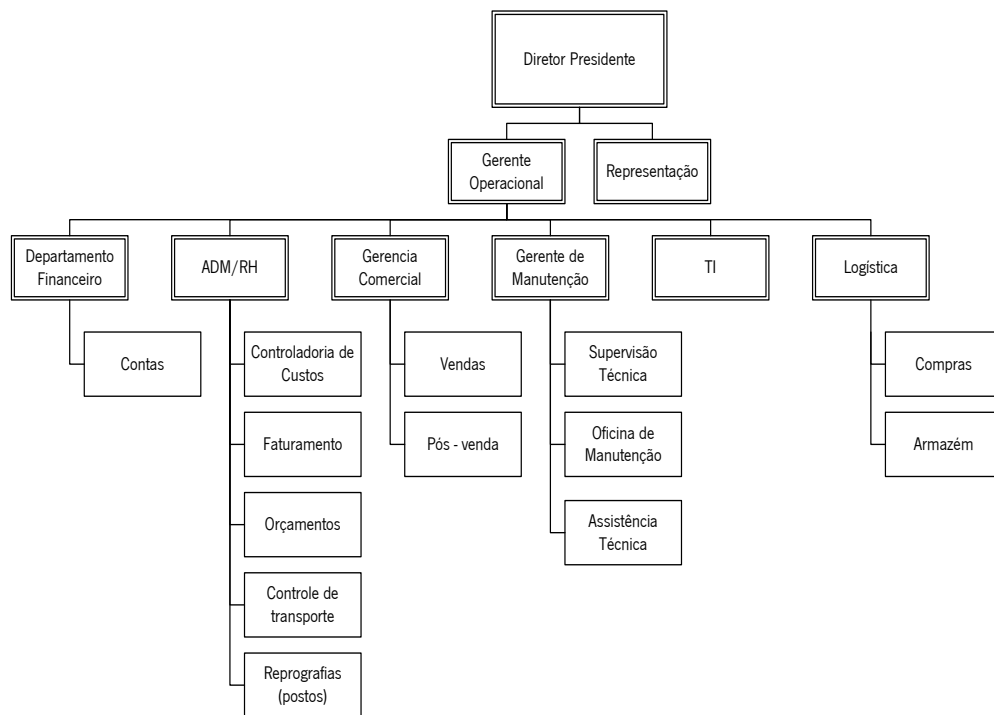 Diretor Presidente
Gerente
Operacional
Representação
Departamento
Financeiro
ADM/RH
Gerencia
Comercial
Gerente de
Manutenção
TI
Logística
Contas
Controladoria de
Custos
Vendas
Supervisão
Técnica
Compras
Faturamento
Pós - venda
Oficina de
Manutenção
Armazém
Orçamentos
Assistência
Técnica
Controle de
transporte
Reprografias
(postos)